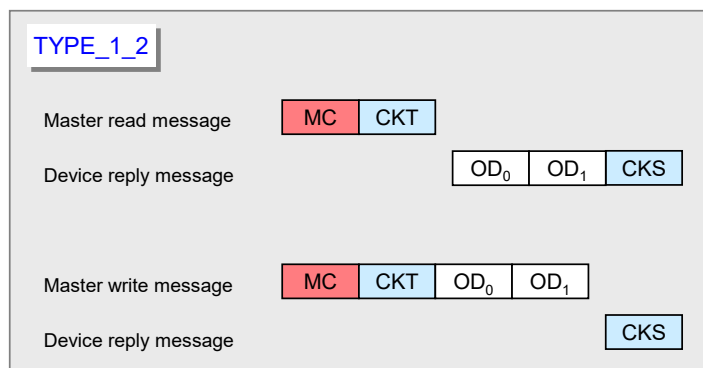 TYPE_1_2
Master read message MC CKT
Device reply message OD₀ OD₁ CKS
Master write message MC CKT OD₀ OD₁
Device reply message CKS